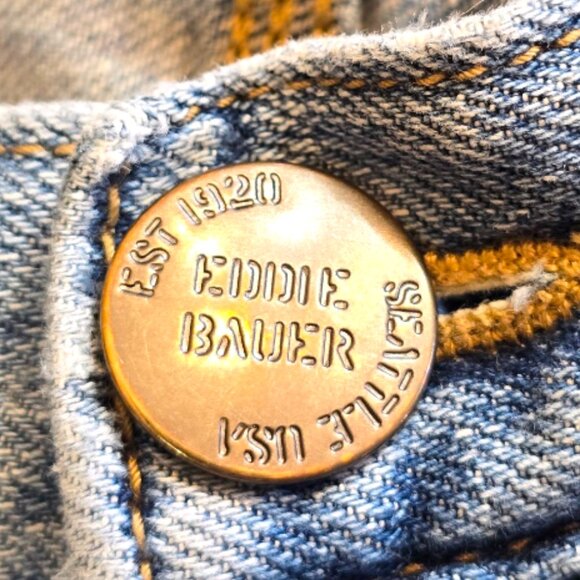 EST 1920
EDDIE
BAUER
SEATTLE USA